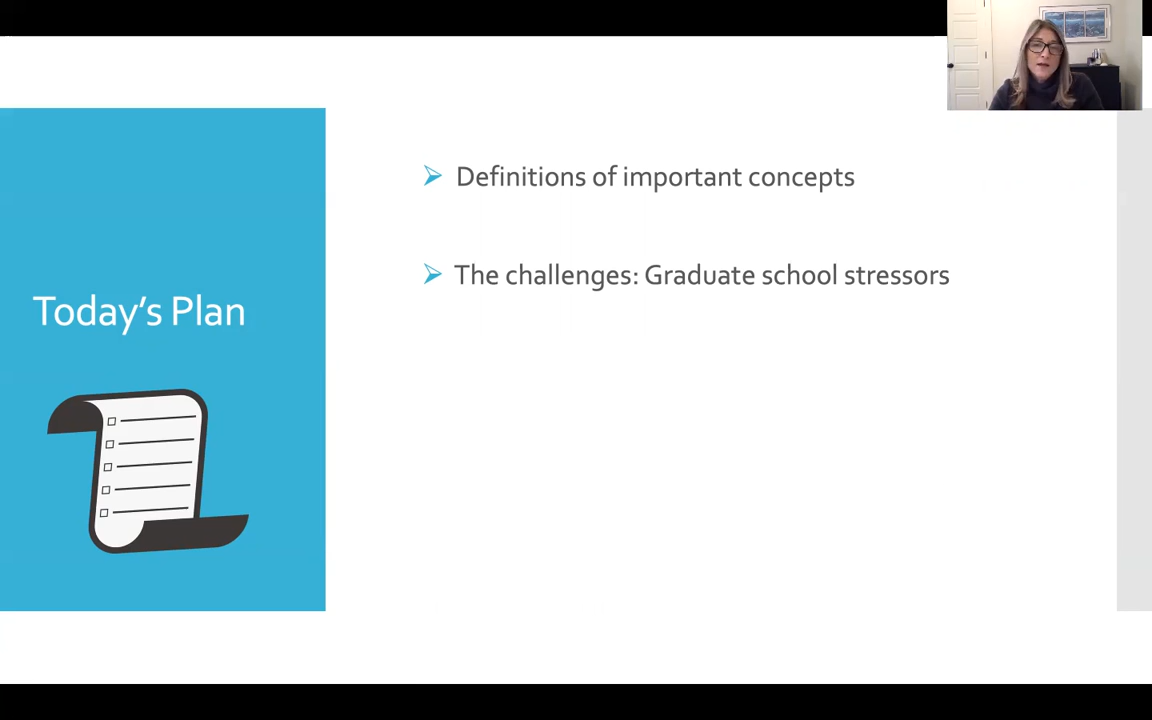 Today's Plan
Definitions of important concepts
The challenges: Graduate school stressors